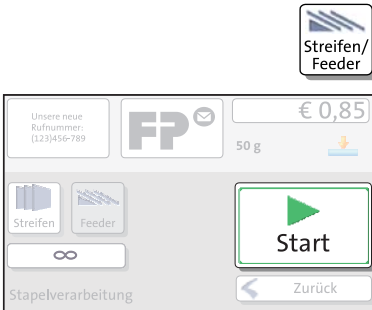 Streifen/
Feeder
Unsere neue
Rufnummer:
(123)456-789
FP
€ 0,85
50 g
Streifen
Feeder
∞
Start
Stapelverarbeitung
Zurück